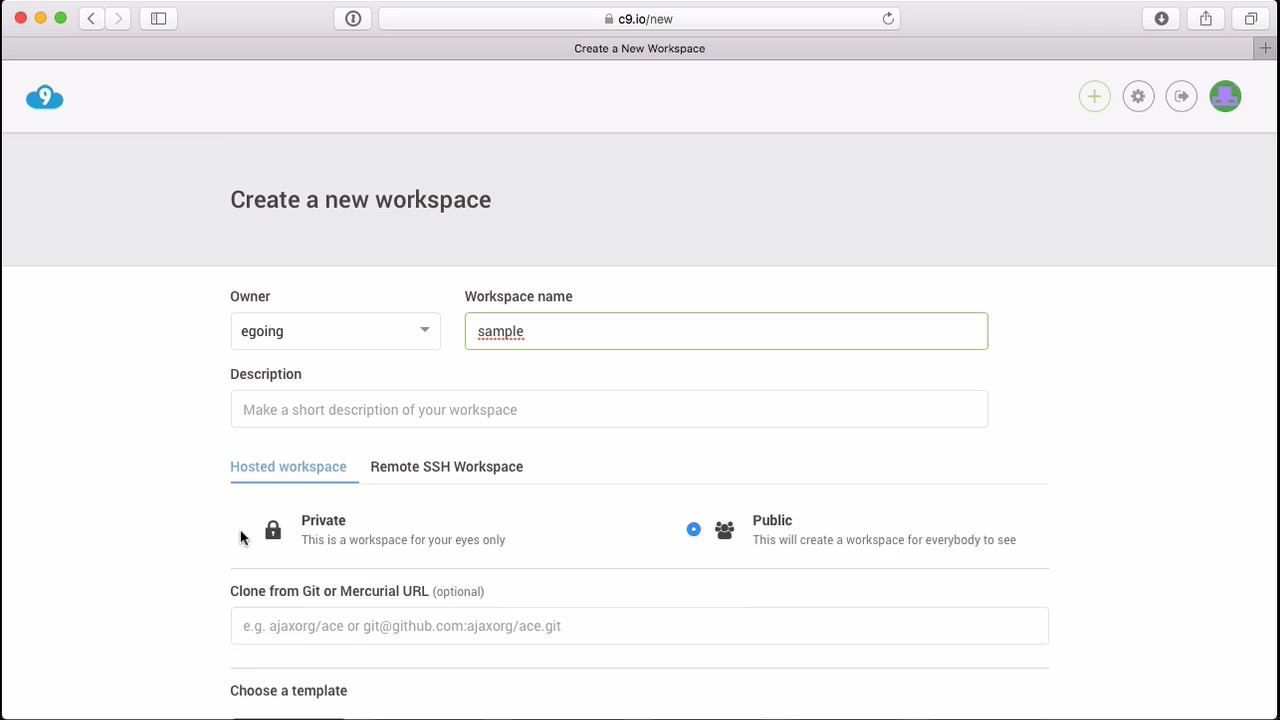 c9.io/new
Create a New Workspace
9
Create a new workspace
Owner
Workspace name
egoing
sample
Description
Make a short description of your workspace
Hosted workspace
Remote SSH Workspace
Private
This is a workspace for your eyes only
Public
This will create a workspace for everybody to see
Clone from Git or Mercurial URL (optional)
e.g. ajaxorg/ace or git@github.com:ajaxorg/ace.git
Choose a template